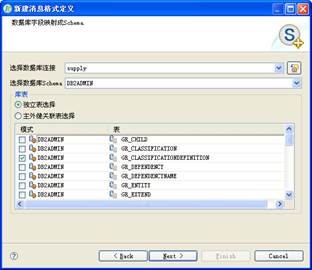 新建消息格式定义
数据库字段映射成Schema
选择数据库连接 supply
选择数据库Schema DB2ADMIN
库表
独立表选择
主外键关联表选择
模式 表
DB2ADMIN GR_CHILD
DB2ADMIN GR_CLASSIFICATION
DB2ADMIN GR_CLASSIFICATIONDEFINITION
DB2ADMIN GR_DEPENDENCY
DB2ADMIN GR_DEPENDENCTNAME
DB2ADMIN GR_ENTITY
DB2ADMIN GR_EXTEND
< Back Next > Finish Cancel